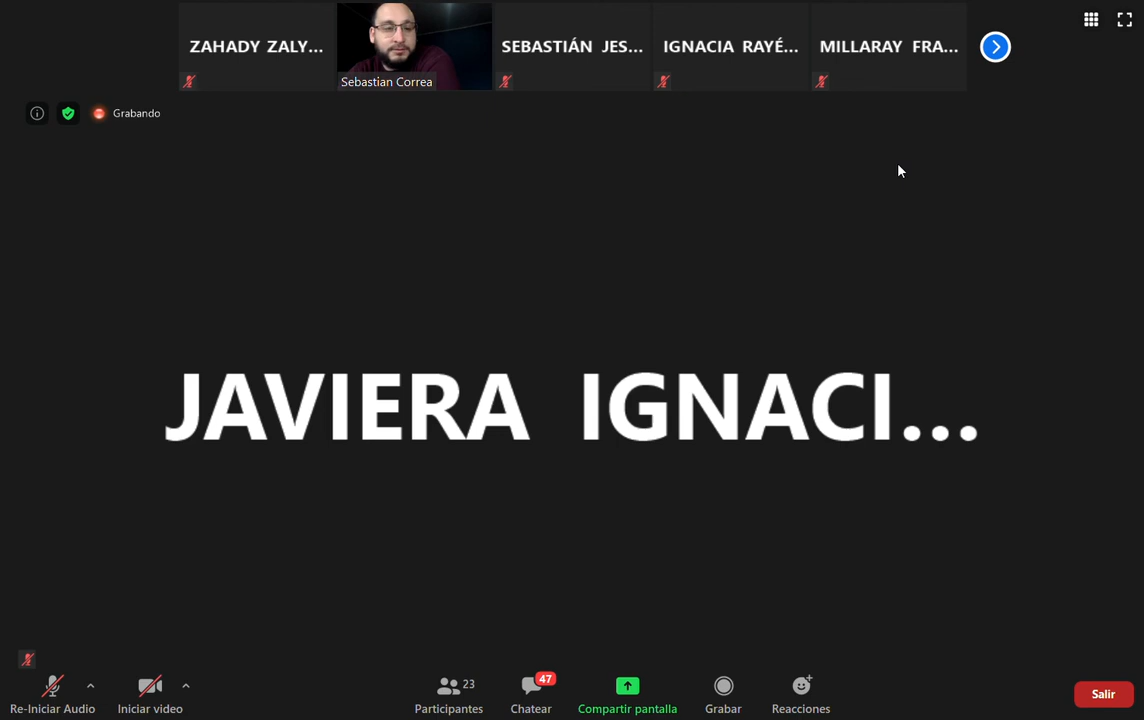 ZAHADY ZALY...
Sebastian Correa
SEBASTIÁN JES...
IGNACIA RAYÉ...
MILLARAY FRA...
Grabando
JAVIERA IGNACI...
Re-Iniciar Audio
Iniciar video
23
Participantes
47
Chatear
Compartir pantalla
Grabar
Reacciones
Salir